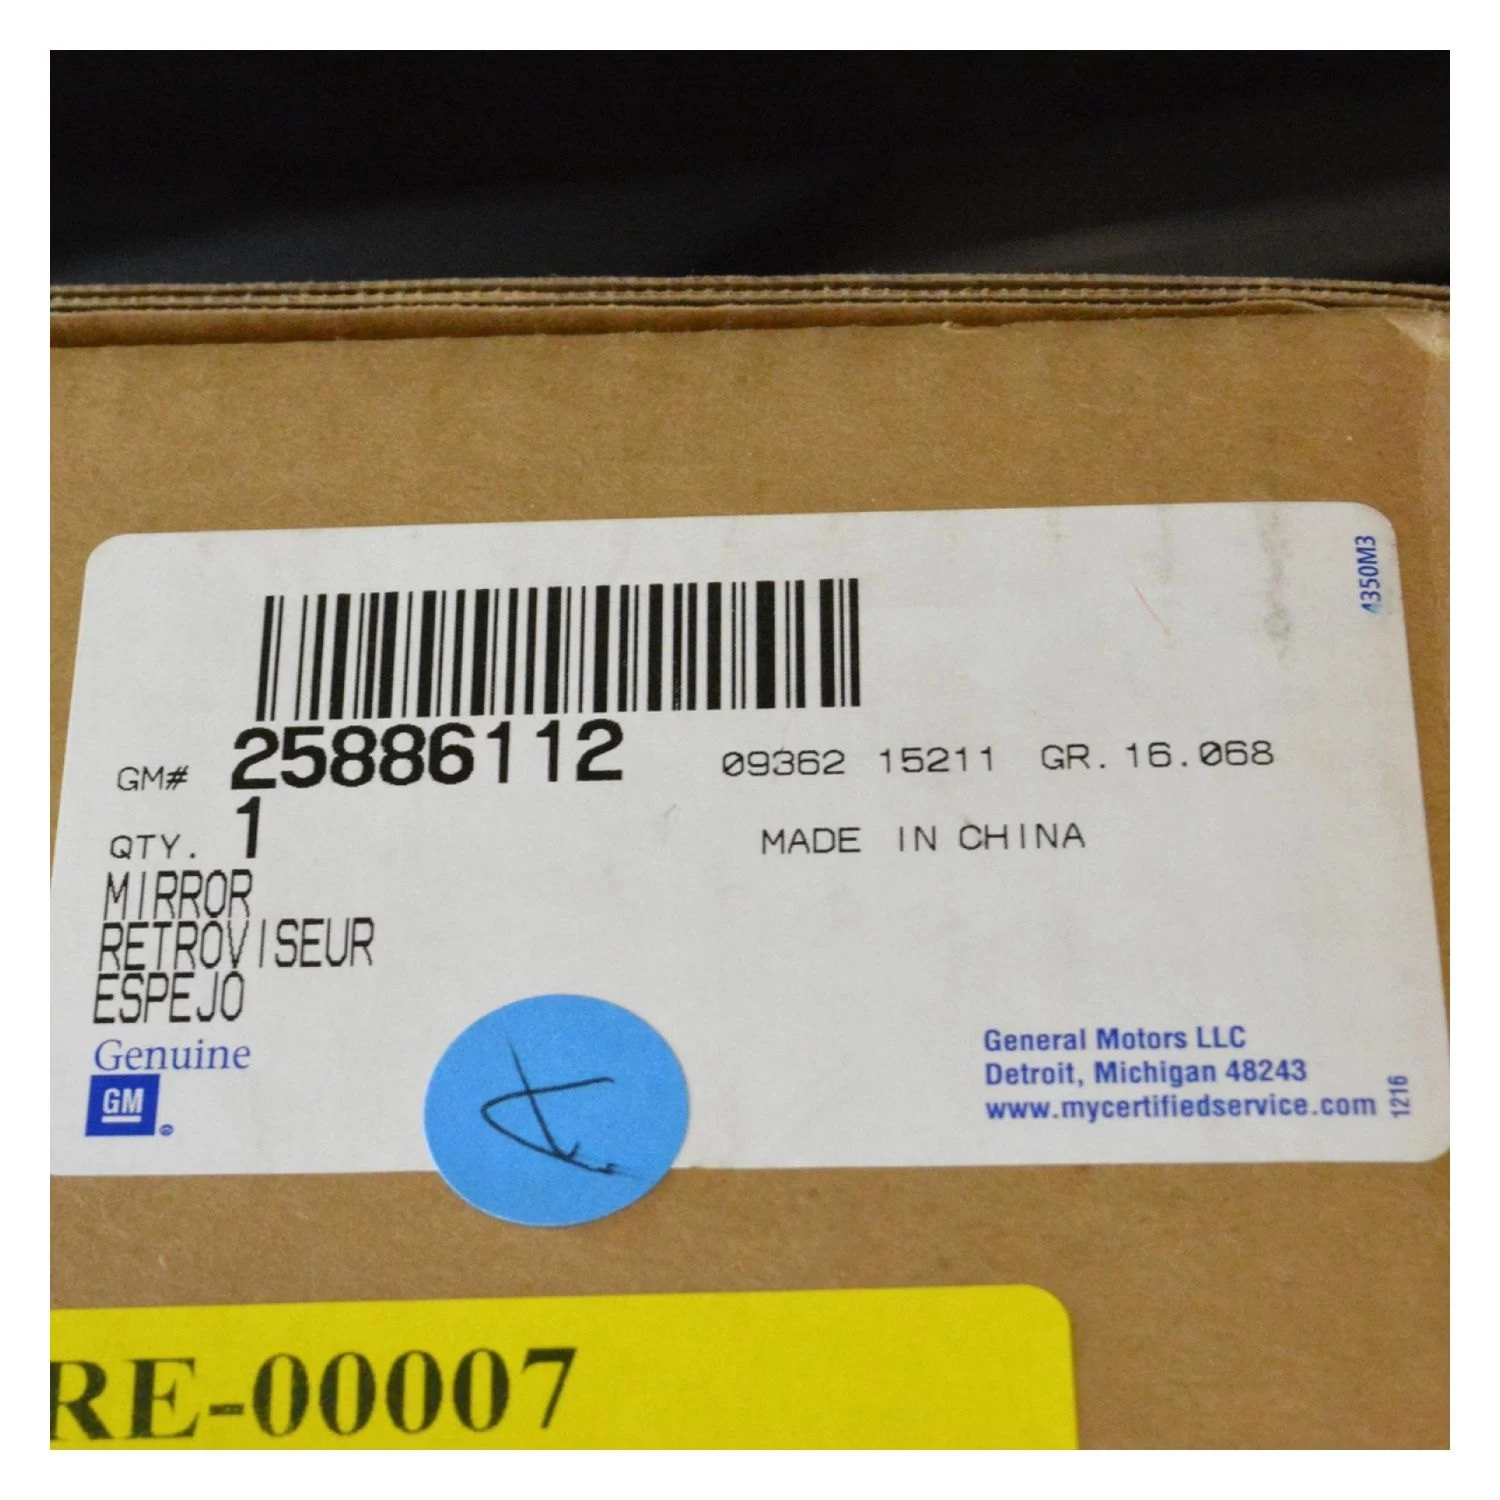 4350M3
GM# 25886112 09362 15211 GR. 16.068
QTY. 1 MADE IN CHINA
MIRROR
RETROVISEUR
ESPEJO
Genuine
GM
General Motors LLC
Detroit, Michigan 48243
www.mycertifiedservice.com
1216
RE-00007